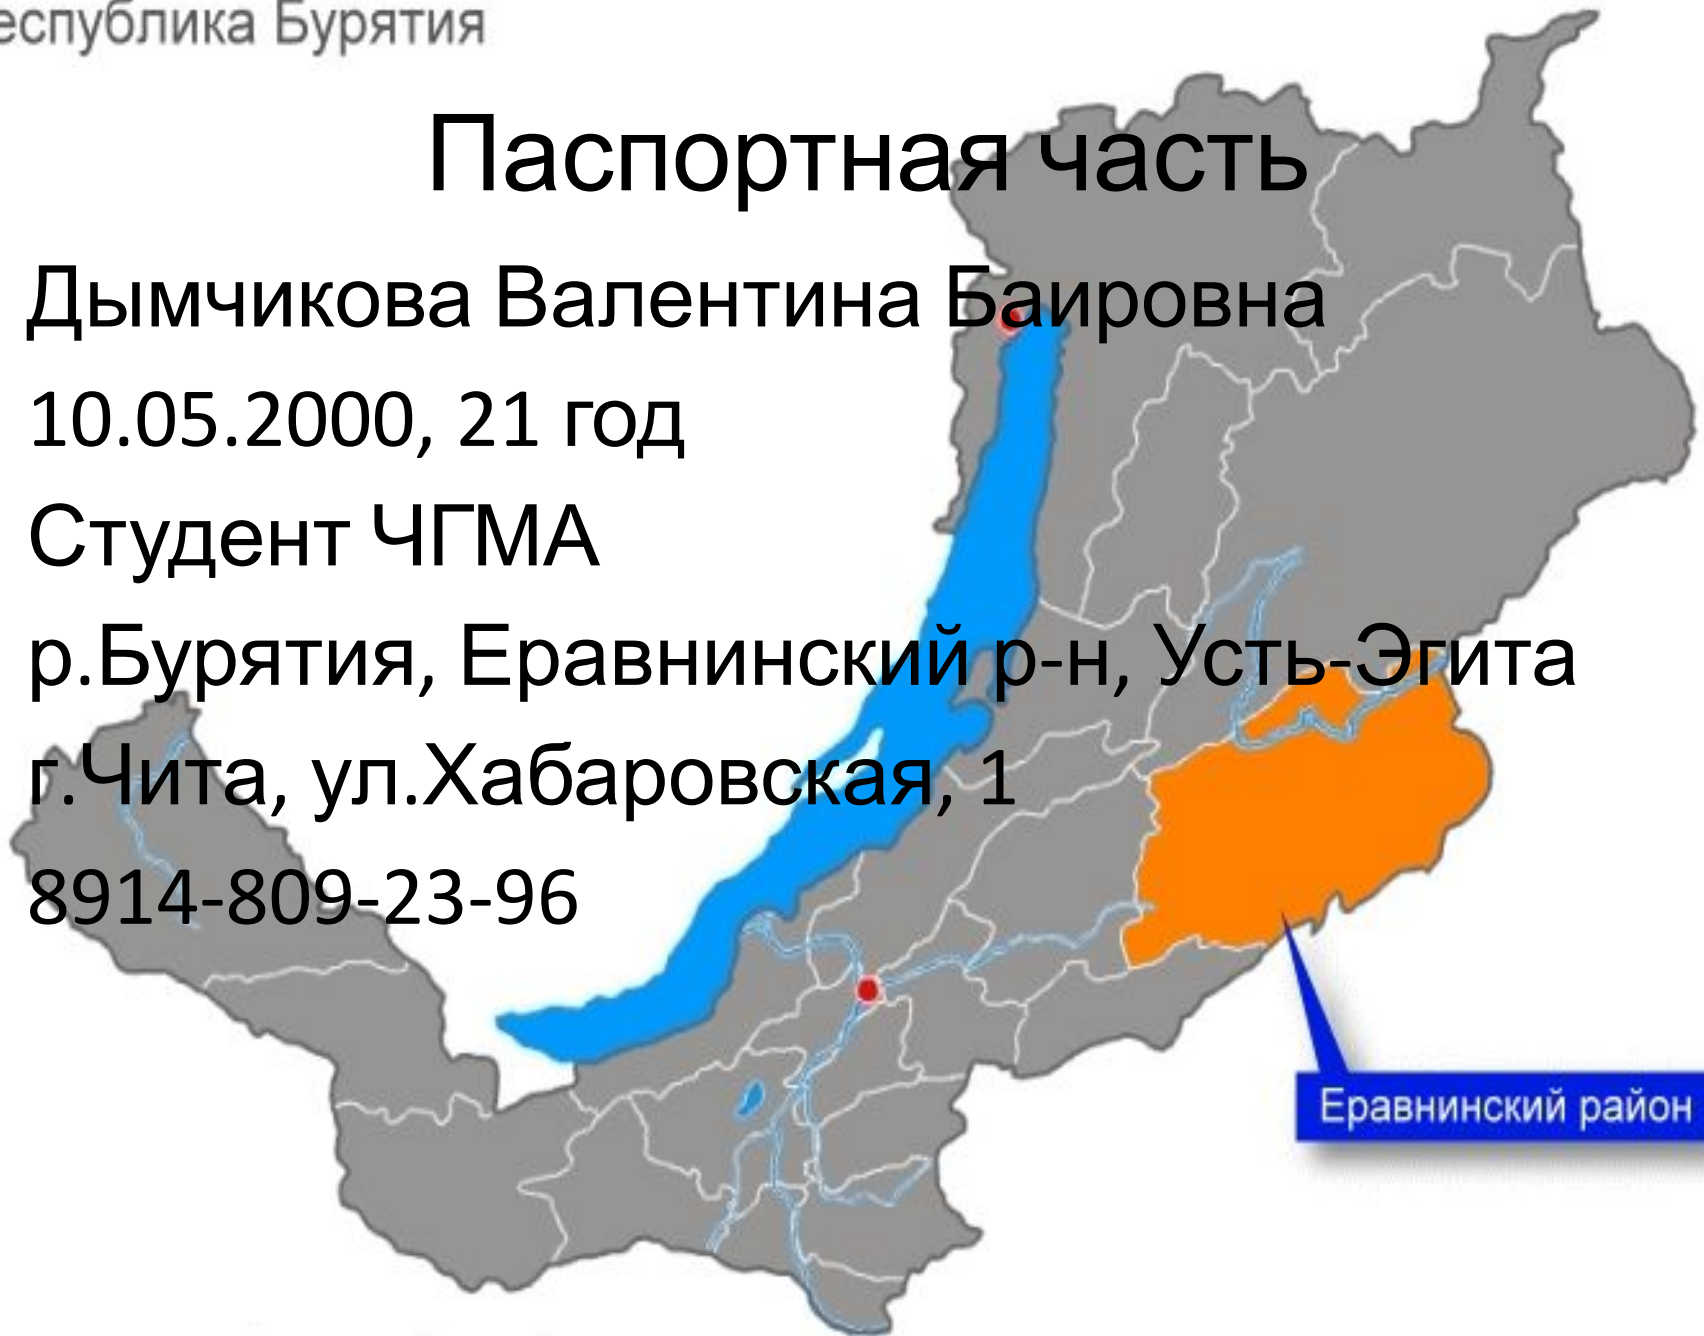 еспублика Бурятия
Паспортная часть
Дымчикова Валентина Баировна
10.05.2000, 21 год
Студент ЧГМА
р.Бурятия, Еравнинский р-н, Усть-Эгита
г.Чита, ул.Хабаровская, 1
8914-809-23-96
Еравнинский район